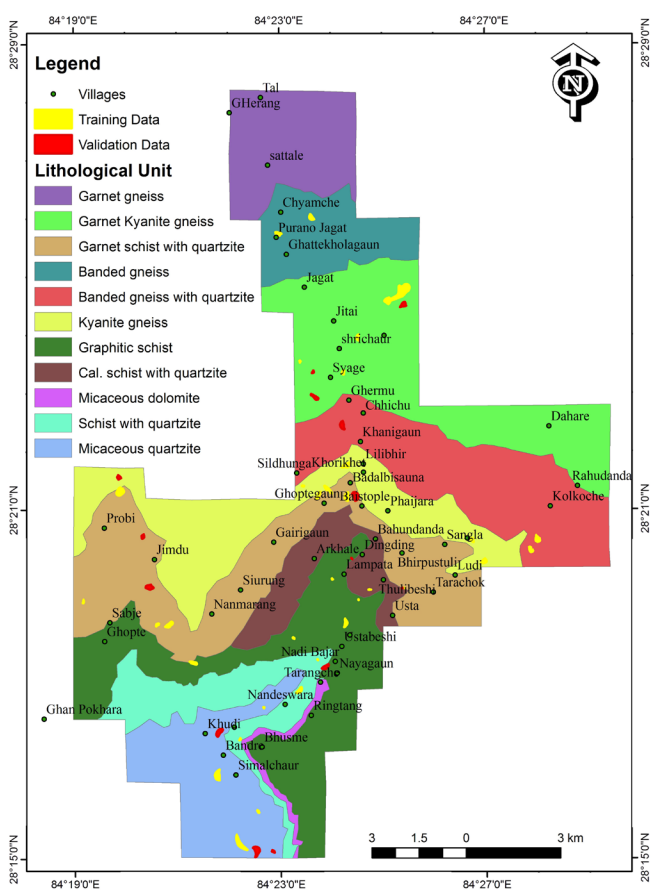 84°19'0"E 84°23'0"E 84°27'0"E
28°29'0"N 28°29'0"N
N
Legend
Villages
Training Data
Validation Data
Lithological Unit
Garnet gneiss
Garnet Kyanite gneiss
Garnet schist with quartzite
Banded gneiss
Banded gneiss with quartzite
Kyanite gneiss
Graphitic schist
Cal. schist with quartzite
Micaceous dolomite
Schist with quartzite
Micaceous quartzite
Tal
GHerang
sattale
Chyamche
Purano Jagat
Ghattekholagaun
Jagat
Jitai
shrichaur
Syage
Ghermu
Chhichu
Dahare
Khanigaun
Lilibhir
Sildhunga Khorikhet
Badalbisauna
Rahudanda
Ghoptegaun Baistople Phaijara
Kolkoche
28°21'0"N 28°21'0"N
Probi
Jimdu
Gairigaun
Bahundanda Sangla
Arkhale Dingding
Bhirpustuli
Lampata
Ludi
Siurung
Thulibeshi Tarachok
Nanmarang
Usta
Sabje
Ghopte
Ustabeshi
Nadi Bajar
Nayagaun
Tarangche
Nandeswara
Ringtang
Ghan Pokhara
Khudi
Bandre Bhusme
Simalchaur
3 1.5 0 3 km
28°15'0"N 28°15'0"N
84°19'0"E 84°23'0"E 84°27'0"E